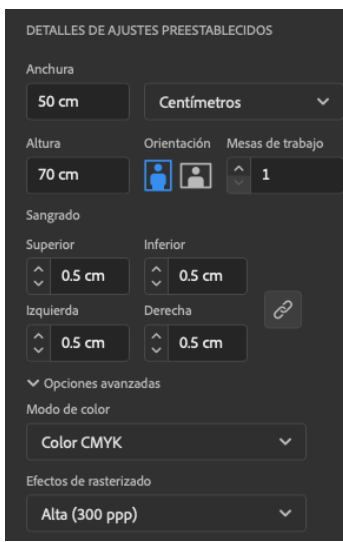 DETALLES DE AJUSTES PREESTABLECIDOS
Anchura
50 cm Centímetros
Altura Orientación Mesas de trabajo
70 cm 1
Sangrado
Superior Inferior
0.5 cm 0.5 cm
Izquierda Derecha
0.5 cm 0.5 cm
Opciones avanzadas
Modo de color
Color CMYK
Efectos de rasterizado
Alta (300 ppp)